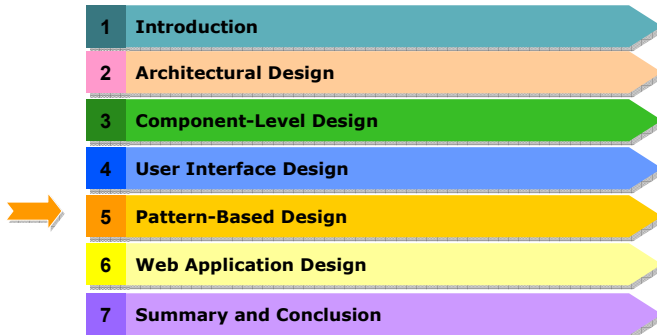 1 Introduction
2 Architectural Design
3 Component-Level Design
4 User Interface Design
5 Pattern-Based Design
6 Web Application Design
7 Summary and Conclusion